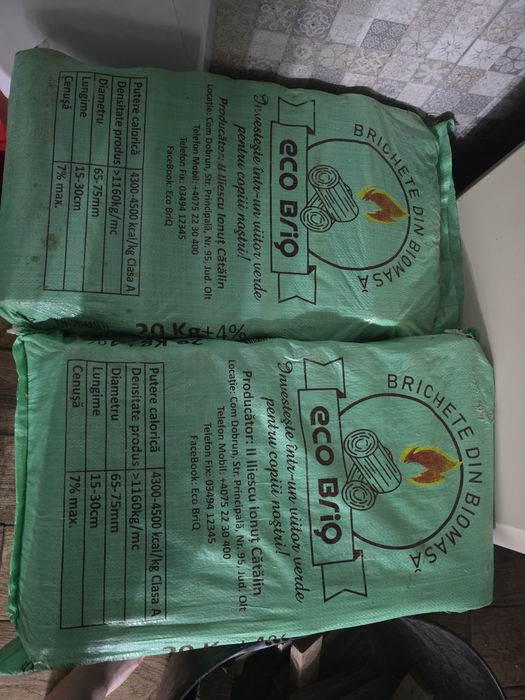 BRICHETE DIN BIOMASĂ
eco Briq
Investește într-un viitor verde
pentru copiii noștri!
Producător: II Iliescu Ionuț Cătălin
Locație: Com Dobrun, Str. Principală, Nr. 95, Jud. Olt
Telefon Mobil: +4075 22 30 400
Telefon Fix: 03494 12345
FaceBook: Eco BriQ
Putere calorică 4300-4500 kcal/kg Clasa A
Densitate produs >1160kg/mc
Diametru 65-75mm
Lungime 15-30cm
Cenușă 7% max.
20 Kg ±4%
BRICHETE DIN BIOMASĂ
eco Briq
Investește într-un viitor verde
pentru copiii noștri!
Producător: II Iliescu Ionuț Cătălin
Locație: Com Dobrun, Str. Principală, Nr. 95, Jud. Olt
Telefon Mobil: +4075 22 30 400
Telefon Fix: 03494 12345
FaceBook: Eco BriQ
Putere calorică 4300-4500 kcal/kg Clasa A
Densitate produs >1160kg/mc
Diametru 65-75mm
Lungime 15-30cm
Cenușă 7% max.
20 Kg ±4%